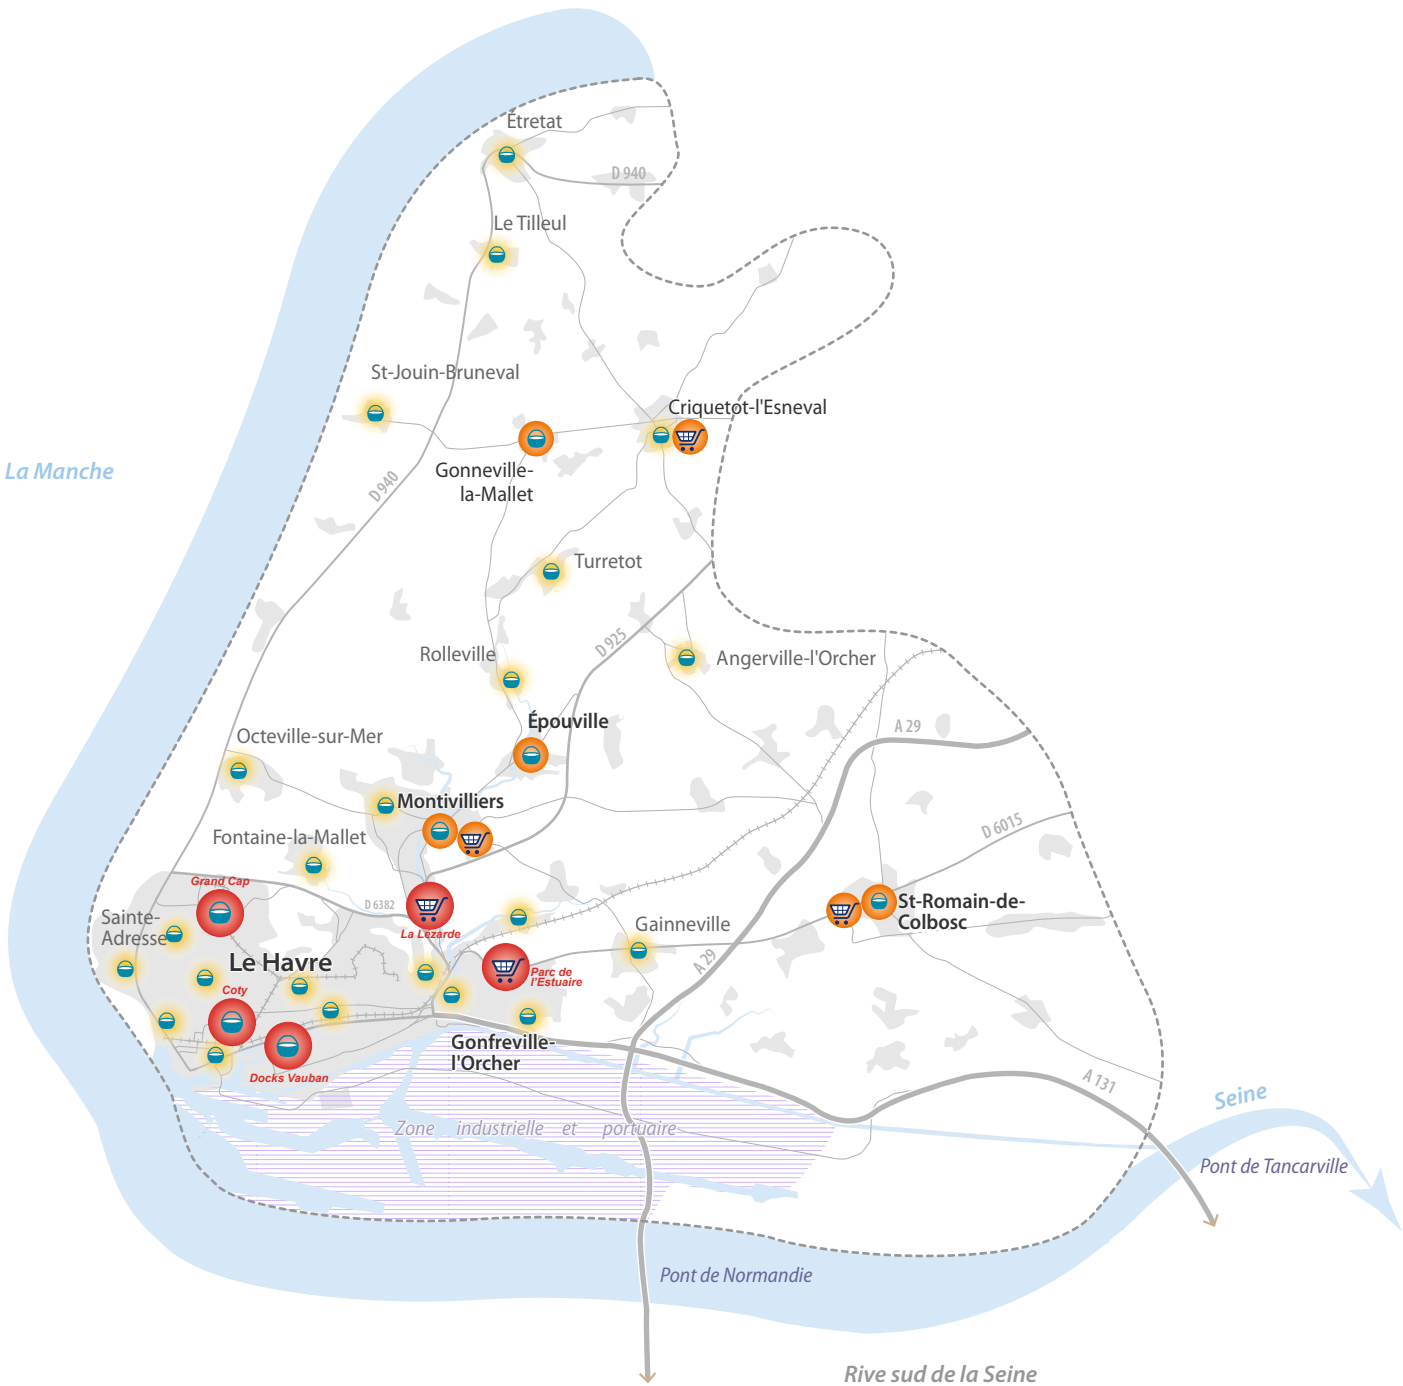 Étretat
D 940
Le Tilleul
St-Jouin-Bruneval
Criquetot-l'Esneval
La Manche
Gonneville-
la-Mallet
D 940
Turretot
D 925
Rolleville
Angerville-l'Orcher
Épouville
A 29
Octeville-sur-Mer
Montivilliers
D 6015
Fontaine-la-Mallet
Grand Cap
D 6382
St-Romain-de-
Colbosc
Sainte-
Adresse
La Lézarde
Gainneville
Le Havre
A 29
Parc de
l'Estuaire
Coty
Gonfreville-
l'Orcher
Docks Vauban
A 131
Seine
Zone industrielle et portuaire
Pont de Tancarville
Pont de Normandie
Rive sud de la Seine